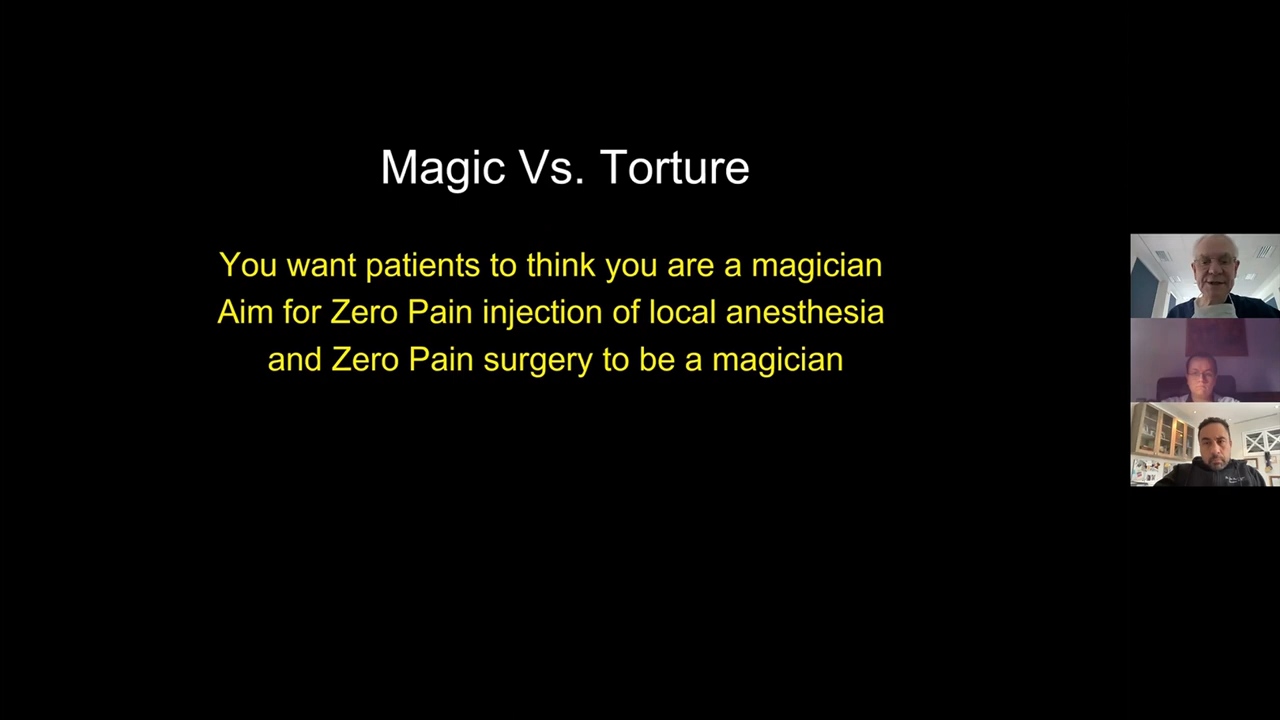 Magic Vs. Torture
You want patients to think you are a magician
Aim for Zero Pain injection of local anesthesia
and Zero Pain surgery to be a magician